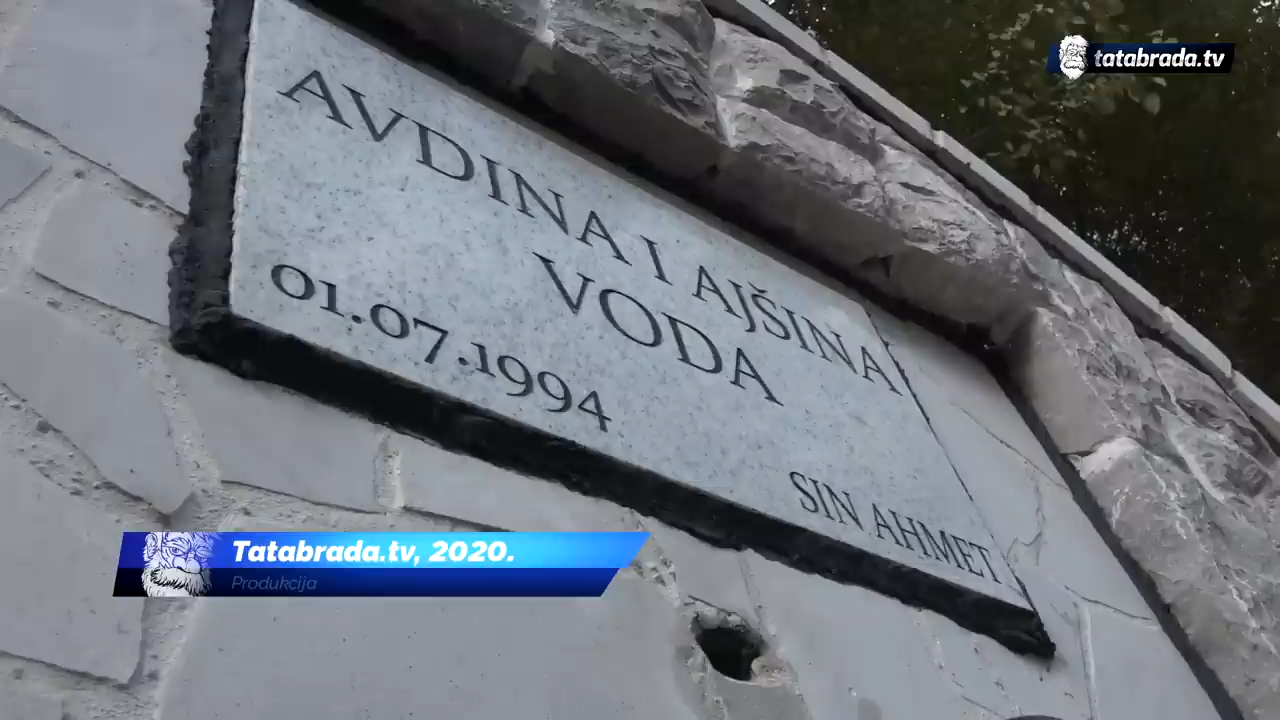 tatabrada.tv
AVDINA I AJŠINA
VODA
01.07.1994
SIN AHMET
Tatabrada.tv, 2020.
Produkcija